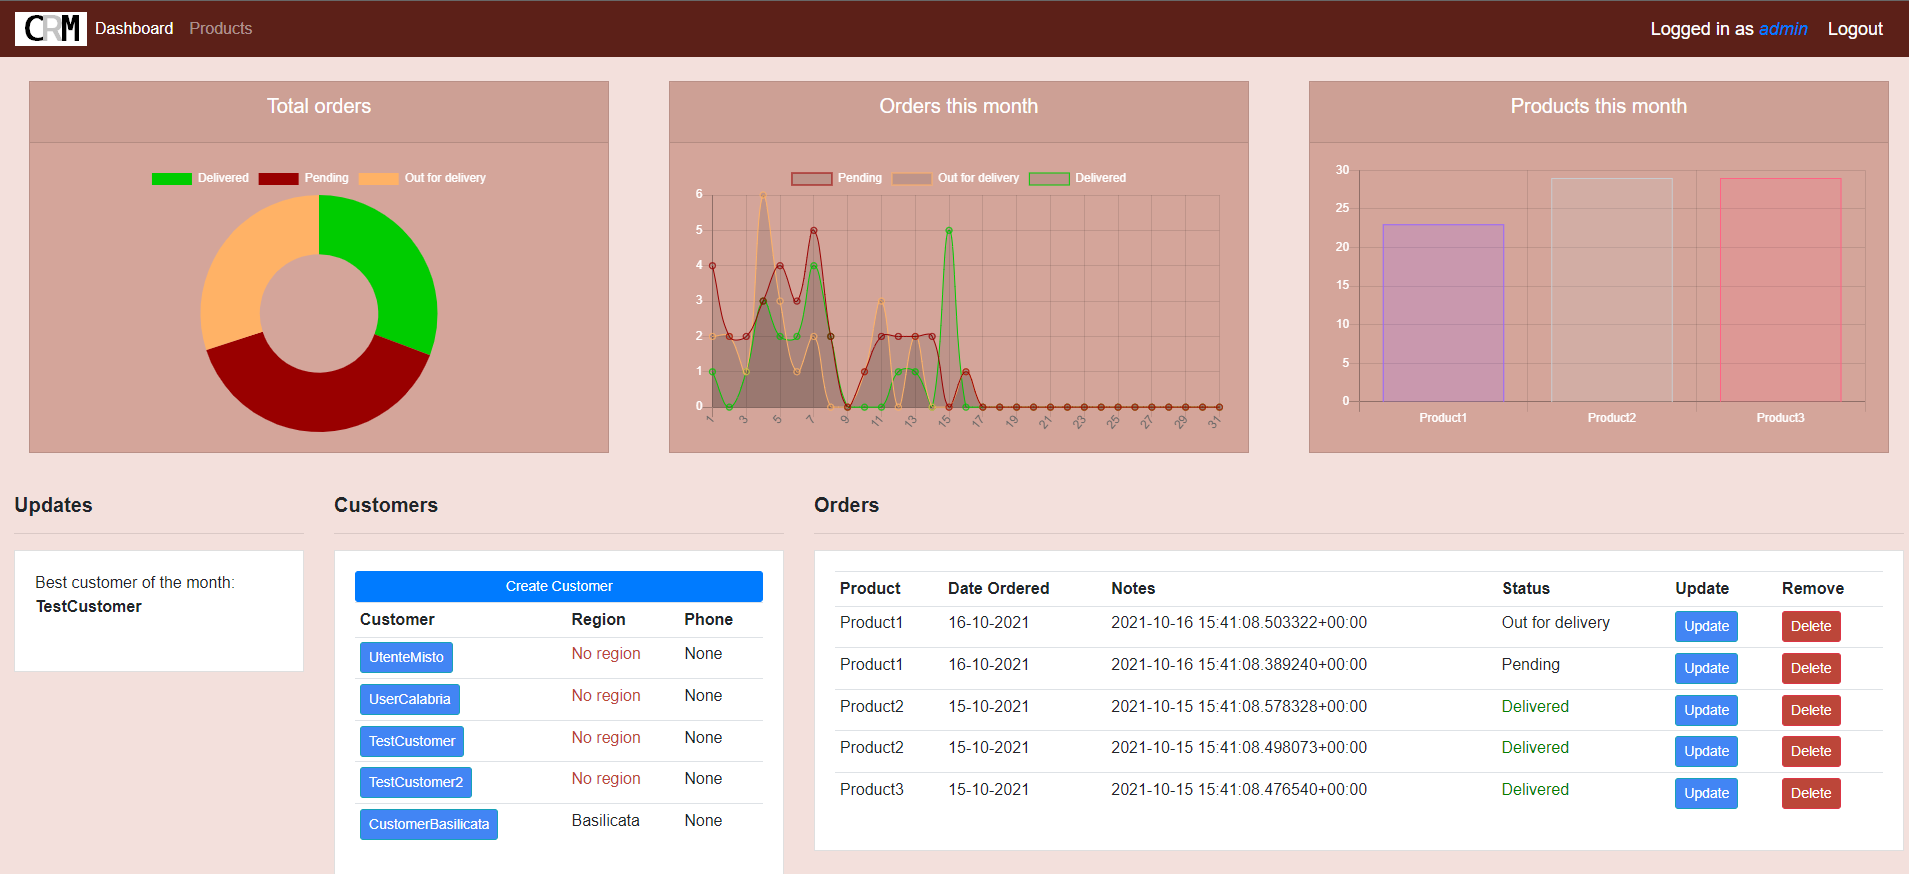 CRM Dashboard Products Logged in as admin Logout
Total orders
Delivered Pending Out for delivery
Orders this month
Pending Out for delivery Delivered
6
5
4
3
2
1
0
1 3 5 7 9 11 13 15 17 19 21 23 25 27 29 31
Products this month
30
25
20
15
10
5
0
Product1 Product2 Product3
Updates
Best customer of the month:
TestCustomer
Customers
Create Customer
Customer Region Phone
UtenteMisto No region None
UserCalabria No region None
TestCustomer No region None
TestCustomer2 No region None
CustomerBasilicata Basilicata None
Orders
Product Date Ordered Notes Status Update Remove
Product1 16-10-2021 2021-10-16 15:41:08.503322+00:00 Out for delivery Update Delete
Product1 16-10-2021 2021-10-16 15:41:08.389240+00:00 Pending Update Delete
Product2 15-10-2021 2021-10-15 15:41:08.578328+00:00 Delivered Update Delete
Product2 15-10-2021 2021-10-15 15:41:08.498073+00:00 Delivered Update Delete
Product3 15-10-2021 2021-10-15 15:41:08.476540+00:00 Delivered Update Delete